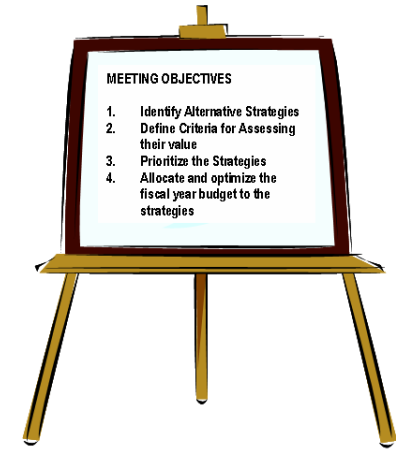 MEETING OBJECTIVES
1. Identify Alternative Strategies
2. Define Criteria for Assessing
their value
3. Prioritize the Strategies
4. Allocate and optimize the
fiscal year budget to the
strategies